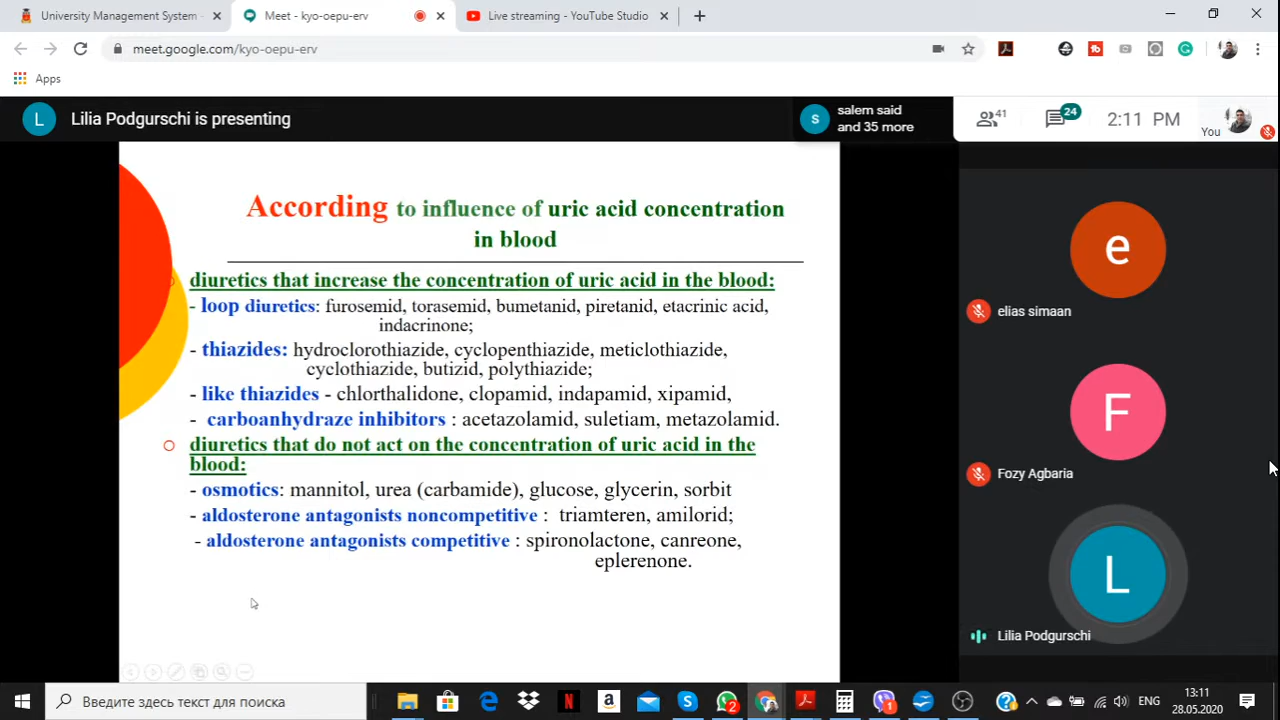 University Management System -
Meet - kyo-oepu-erv
Live streaming - YouTube Studio
meet.google.com/kyo-oepu-erv
Apps
L
Lilia Podgurschi is presenting
S
salem said
and 35 more
41
24
2:11 PM
You
According to influence of uric acid concentration
in blood
diuretics that increase the concentration of uric acid in the blood:
- loop diuretics: furosemid, torasemid, bumetanid, piretanid, etacrinic acid,
indacrinone;
- thiazides: hydroclorothiazide, cyclopenthiazide, meticlothiazide,
cyclothiazide, butizid, polythiazide;
- like thiazides - chlorthalidone, clopamid, indapamid, xipamid,
- carboanhydraze inhibitors : acetazolamid, suletiam, metazolamid.
diuretics that do not act on the concentration of uric acid in the
blood:
- osmotics: mannitol, urea (carbamide), glucose, glycerin, sorbit
- aldosterone antagonists noncompetitive : triamteren, amilorid;
- aldosterone antagonists competitive : spironolactone, canreone,
eplerenone.
e
elias simaan
F
Fozy Agbaria
L
Lilia Podgurschi
Введите здесь текст для поиска
2
1
ENG
13:11
28.05.2020